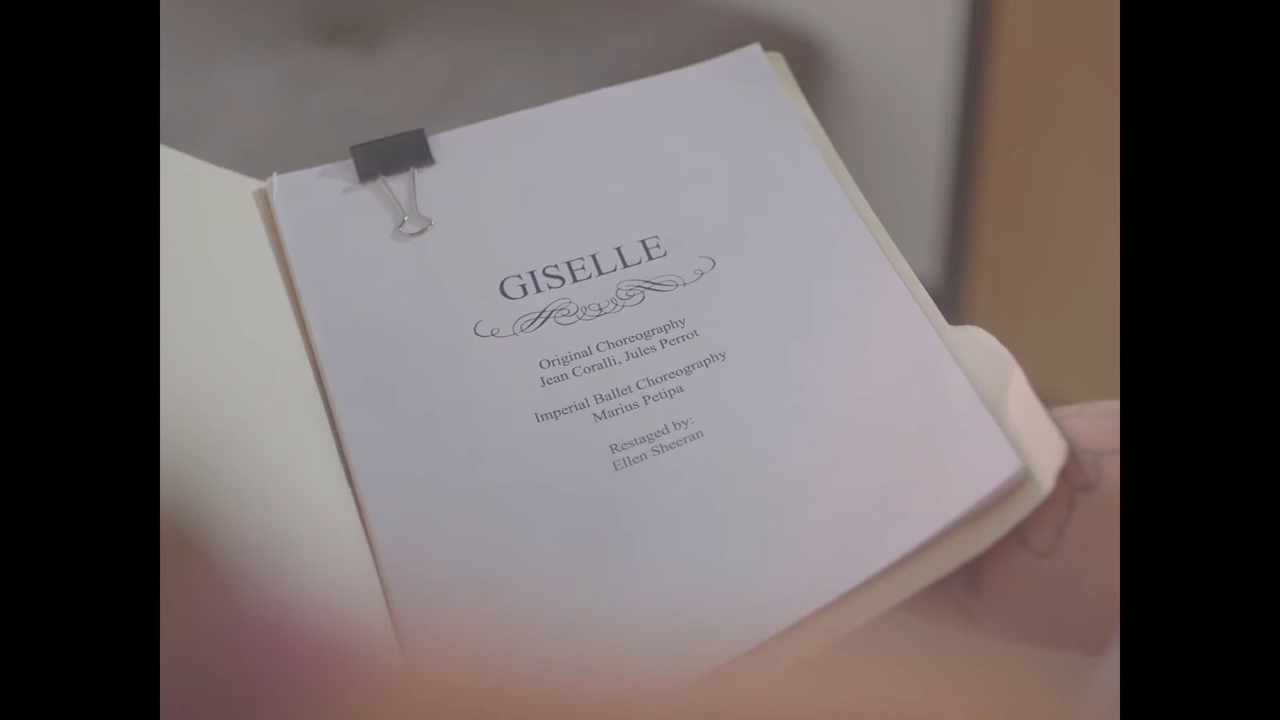 GISELLE
Original Choreography
Jean Coralli, Jules Perrot
Imperial Ballet Choreography
Marius Petipa
Restaged by:
Ellen Sheeran